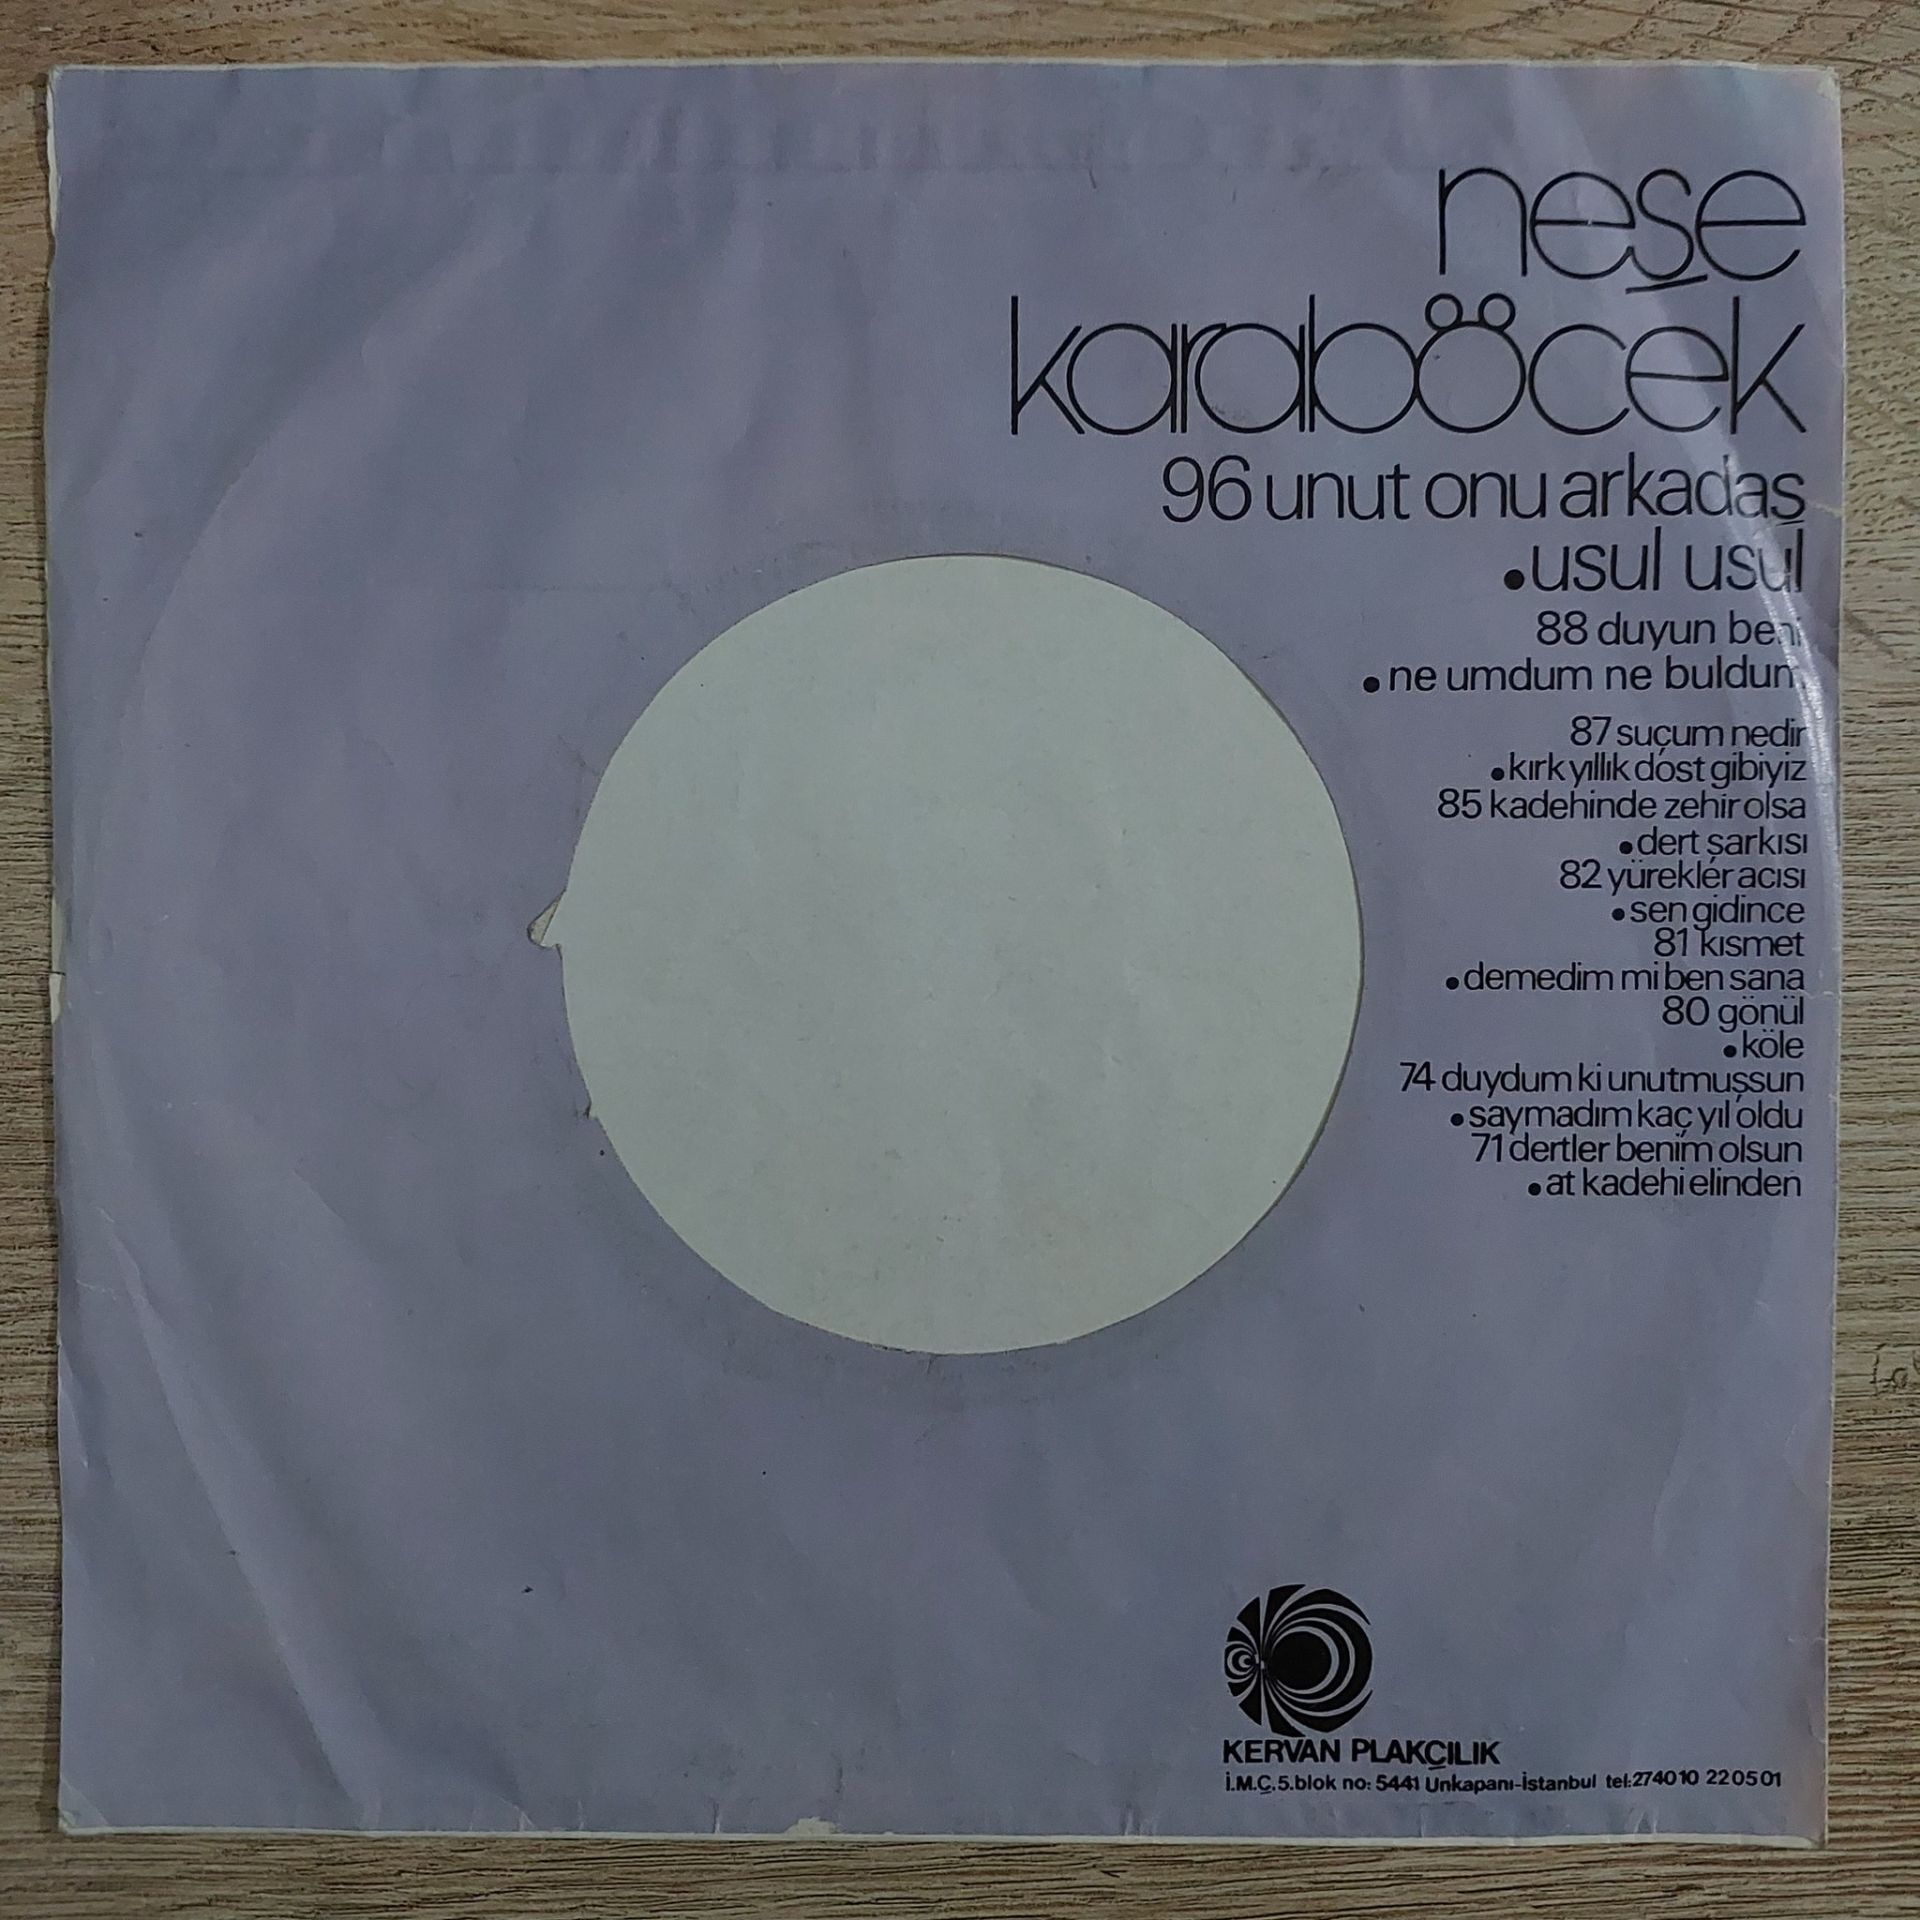 neşe
karaböcek
96 unut onu arkadaş
• usul usul
88 duyun beni
• ne umdum ne buldum
87 suçum nedir
• kırk yıllık dost gibiyiz
85 kadehinde zehir olsa
• dert şarkısı
82 yürekler acısı
• sen gidince
81 kısmet
• demedim mi ben sana
80 gönül
• köle
74 duydum ki unutmuşsun
• saymadım kaç yıl oldu
71 dertler benim olsun
• at kadehi elinden
KERVAN PLAKÇILIK
İ.M.Ç. 5.blok no: 5441 Unkapanı-İstanbul tel:274010 220501